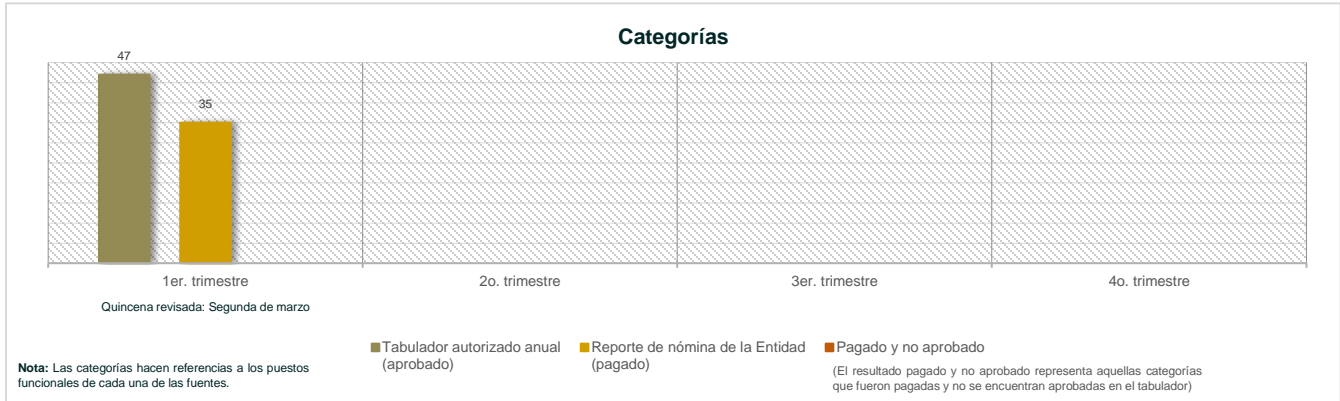 Categorías
47
35
1er. trimestre
2o. trimestre
3er. trimestre
4o. trimestre
Quincena revisada: Segunda de marzo
Tabulador autorizado anual
(aprobado)
Reporte de nómina de la Entidad
(pagado)
Pagado y no aprobado
(El resultado pagado y no aprobado representa aquellas categorías
que fueron pagadas y no se encuentran aprobadas en el tabulador)
Nota: Las categorías hacen referencias a los puestos
funcionales de cada una de las fuentes.